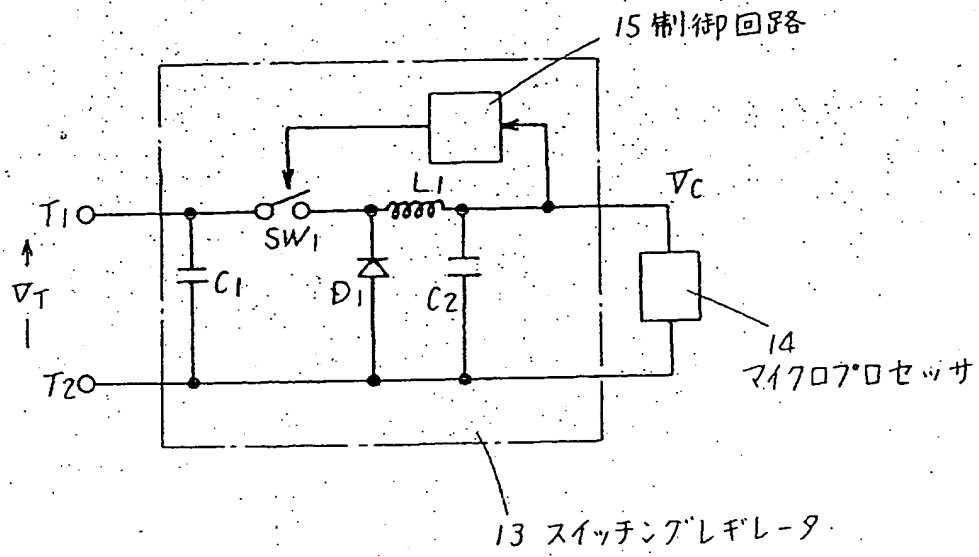 15 制御回路
L1
VC
T1
SW1
C1
D1
C2
VT
T2
14
マイクロプロセッサ
13 スイッチングレギレータ